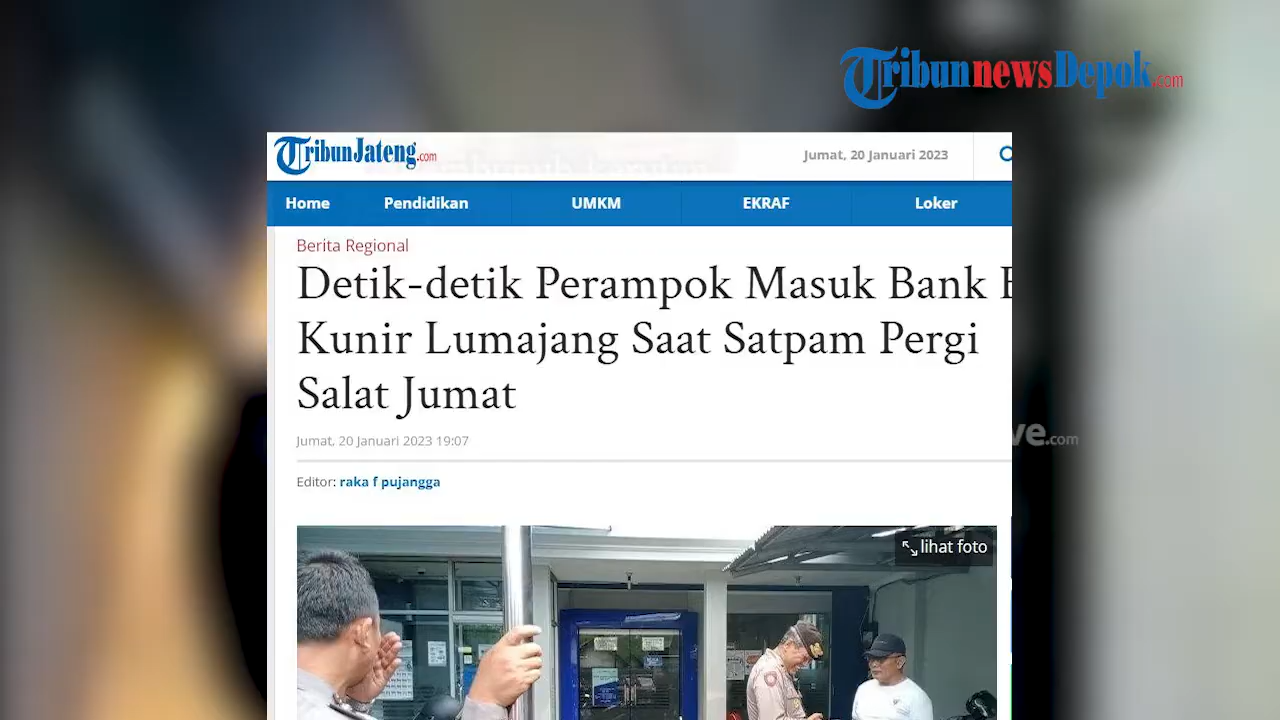 TribunnewsDepok.com
TribunJateng.com
Jumat, 20 Januari 2023
Home Pendidikan UMKM EKRAF Loker
Berita Regional
Detik-detik Perampok Masuk Bank
Kunir Lumajang Saat Satpam Pergi
Salat Jumat
Jumat, 20 Januari 2023 19:07
ve.com
Editor: raka f pujangga
lihat foto